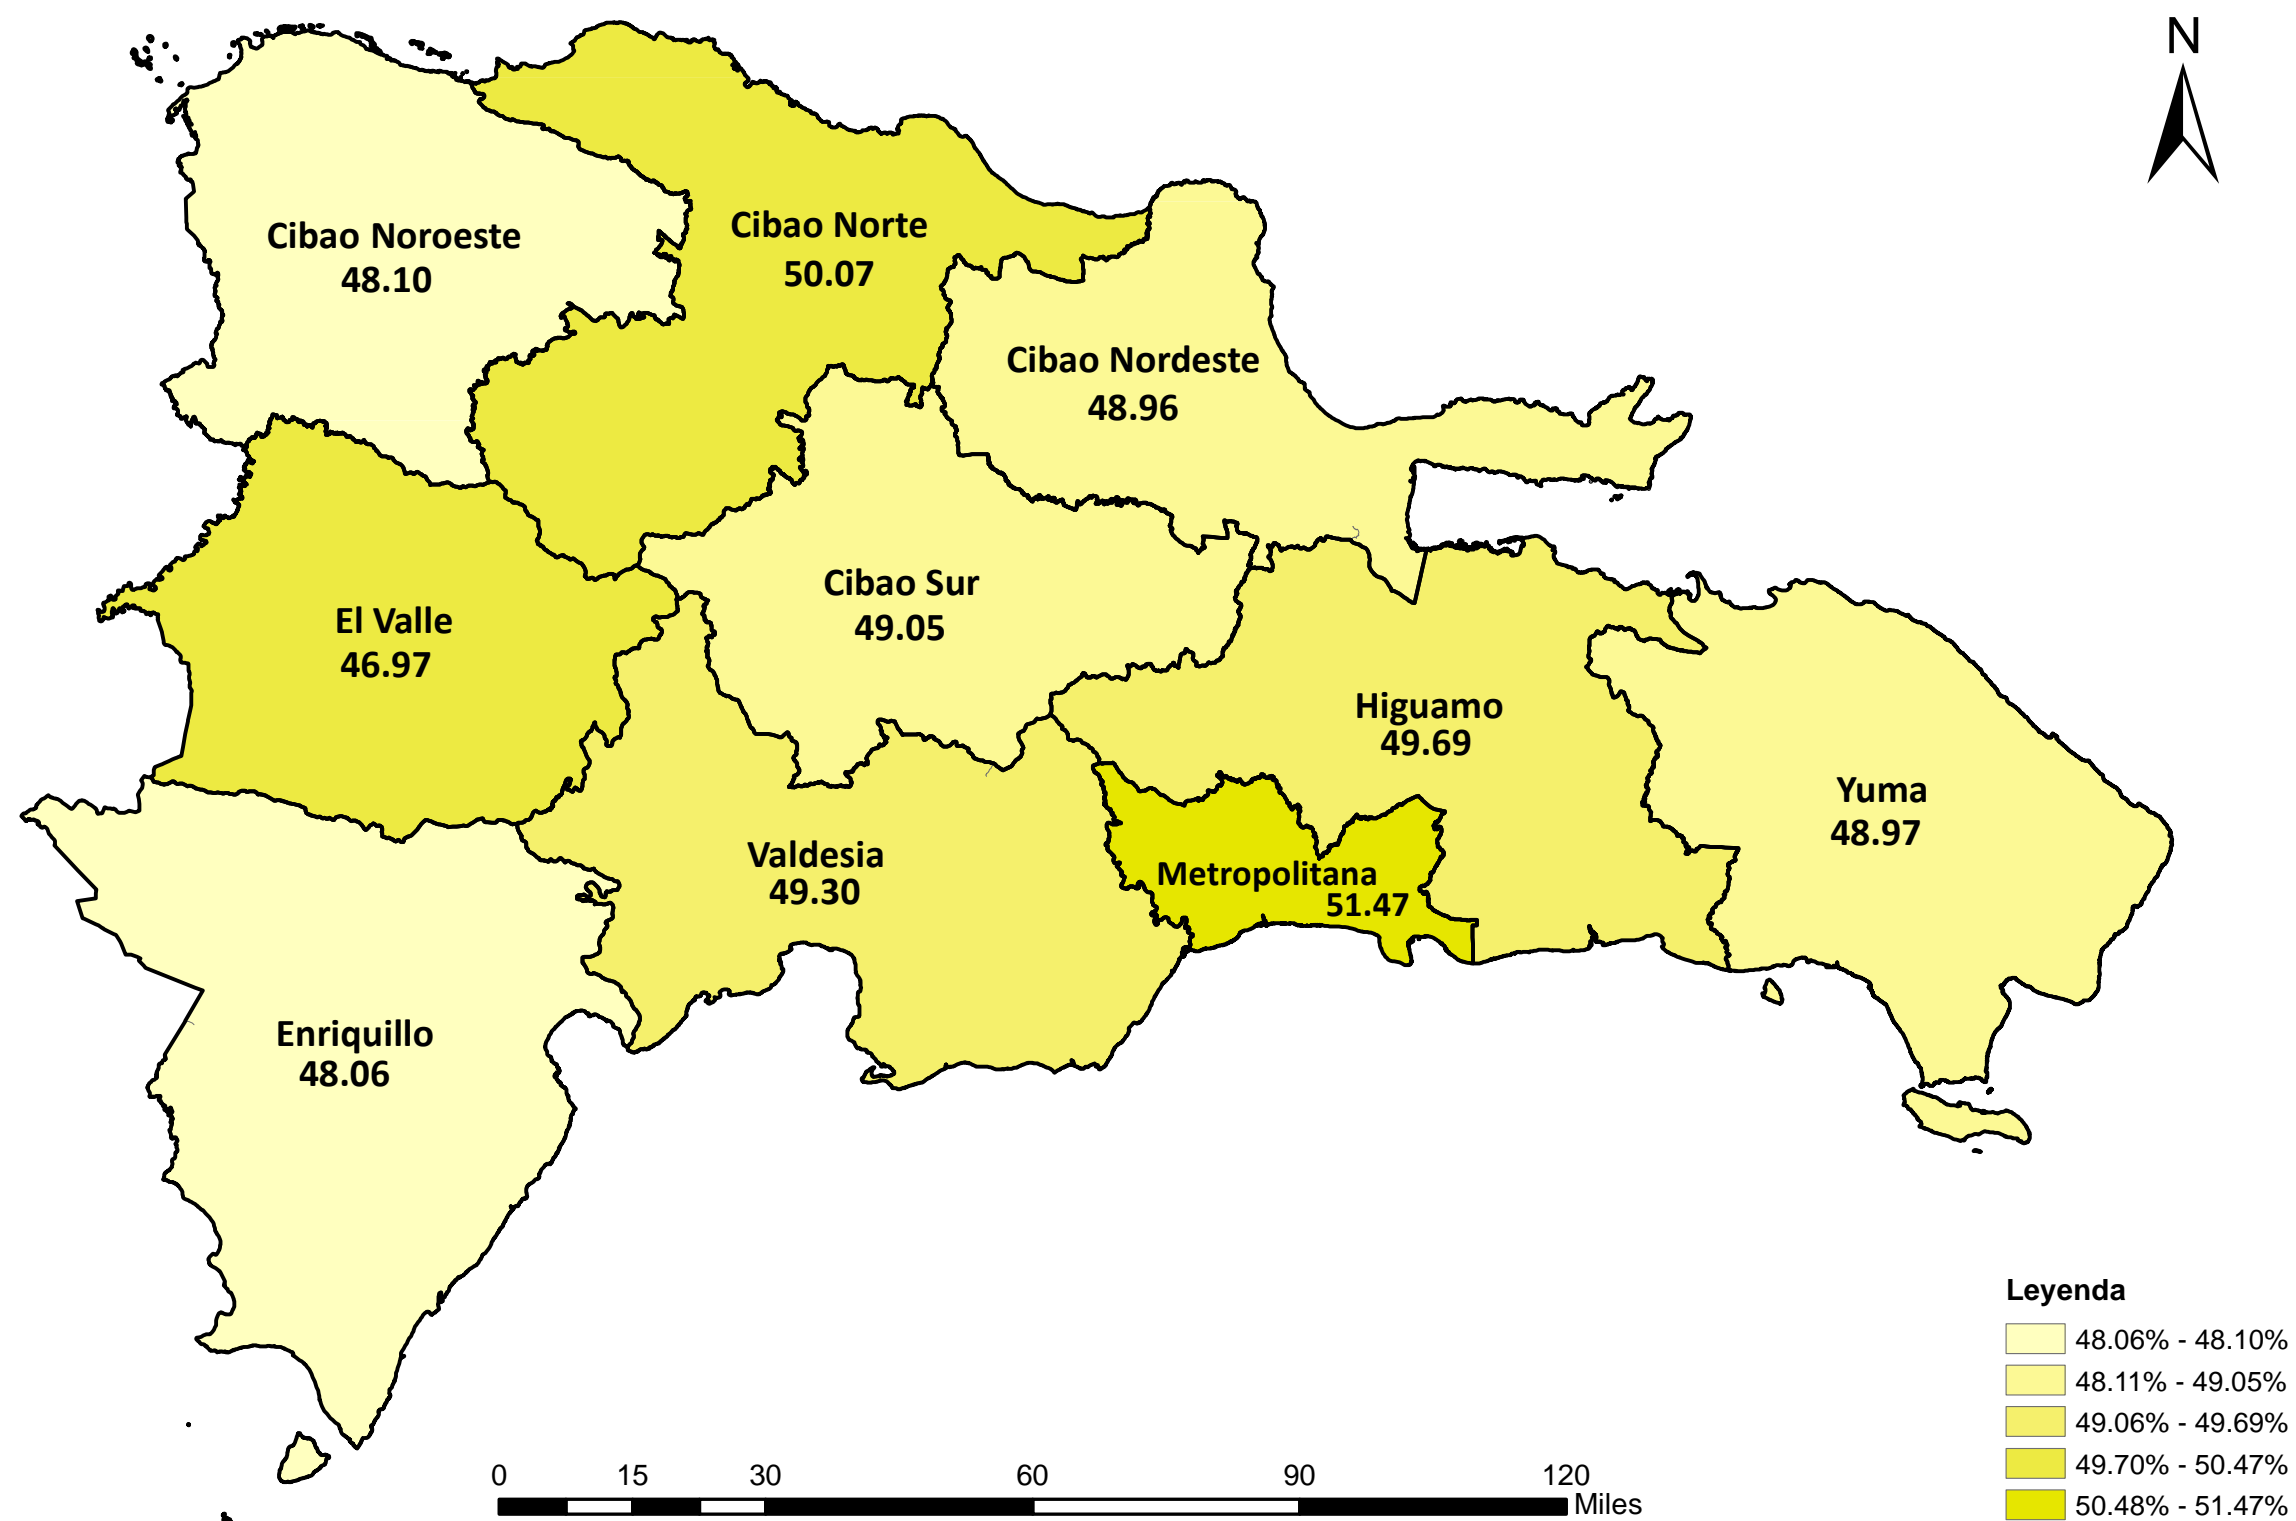 N
Cibao Norte
50.07
Cibao Noroeste
48.10
Cibao Nordeste
48.96
Cibao Sur
49.05
El Valle
46.97
Higuamo
49.69
Yuma
48.97
Valdesia
49.30
Metropolitana
51.47
Enriquillo
48.06
Leyenda
48.06% - 48.10%
48.11% - 49.05%
49.06% - 49.69%
49.70% - 50.47%
50.48% - 51.47%
0 15 30 60 90 120
Miles